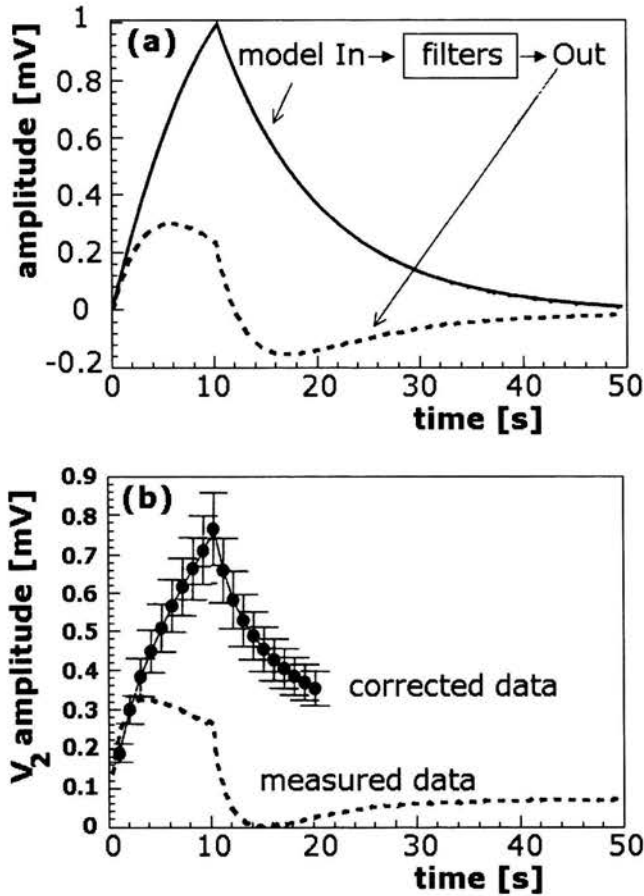 (a)
model In → filters → Out
amplitude [mV]
1
0.8
0.6
0.4
0.2
0
-0.2
0 10 20 30 40 50
time [s]
(b)
V2 amplitude [mV]
0.9
0.8
0.7
0.6
0.5
0.4
0.3
0.2
0.1
0
corrected data
measured data
0 10 20 30 40 50
time [s]